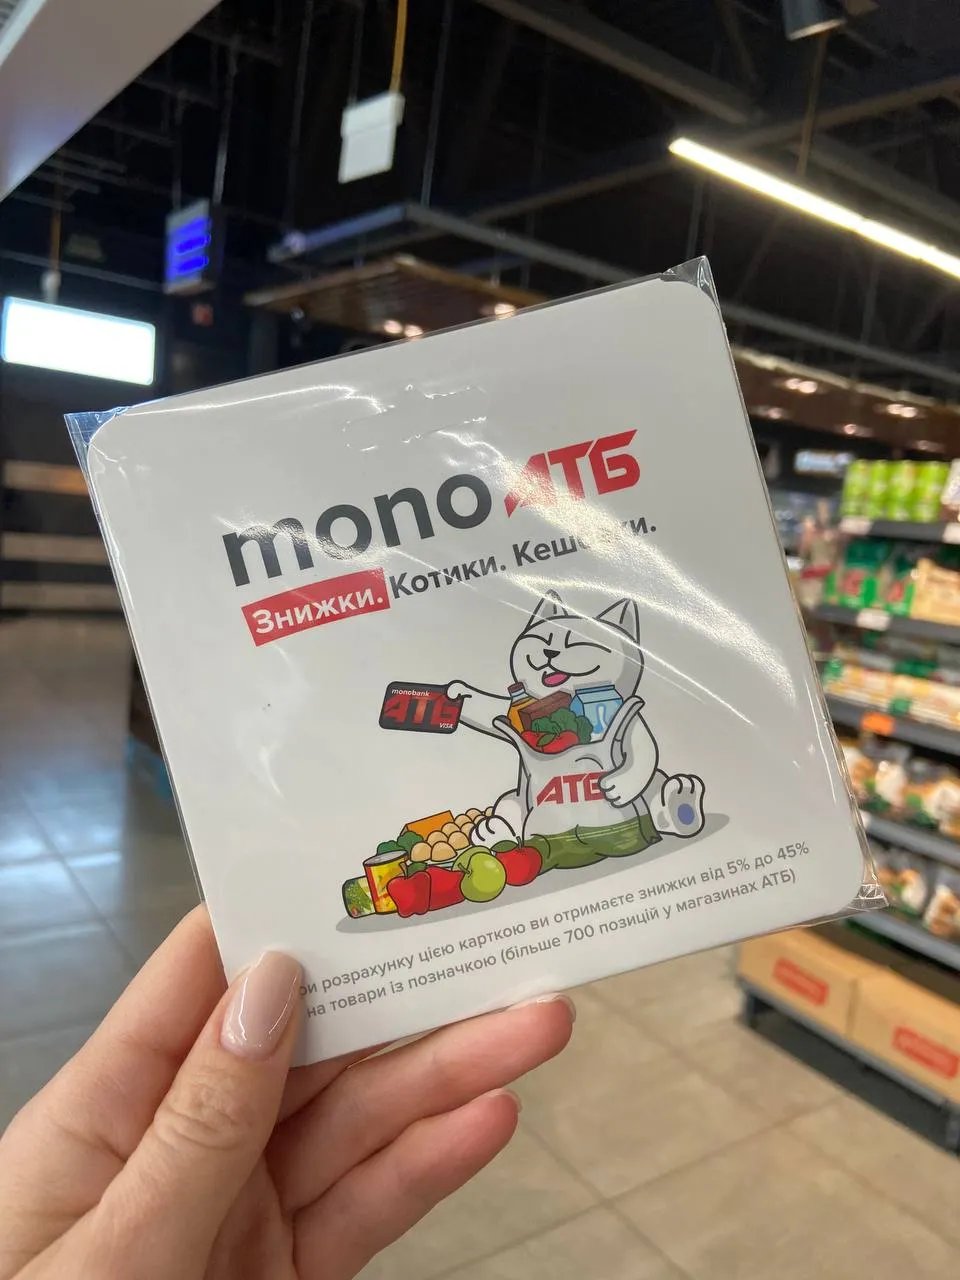 mono АТБ
Знижки. Котики.
monobank
АТБ
VISA
АТБ
розрахунку цією карткою ви отримаєте знижки від 5% до 45%
на товари із позначкою (більше 700 позицій у магазинах АТБ)